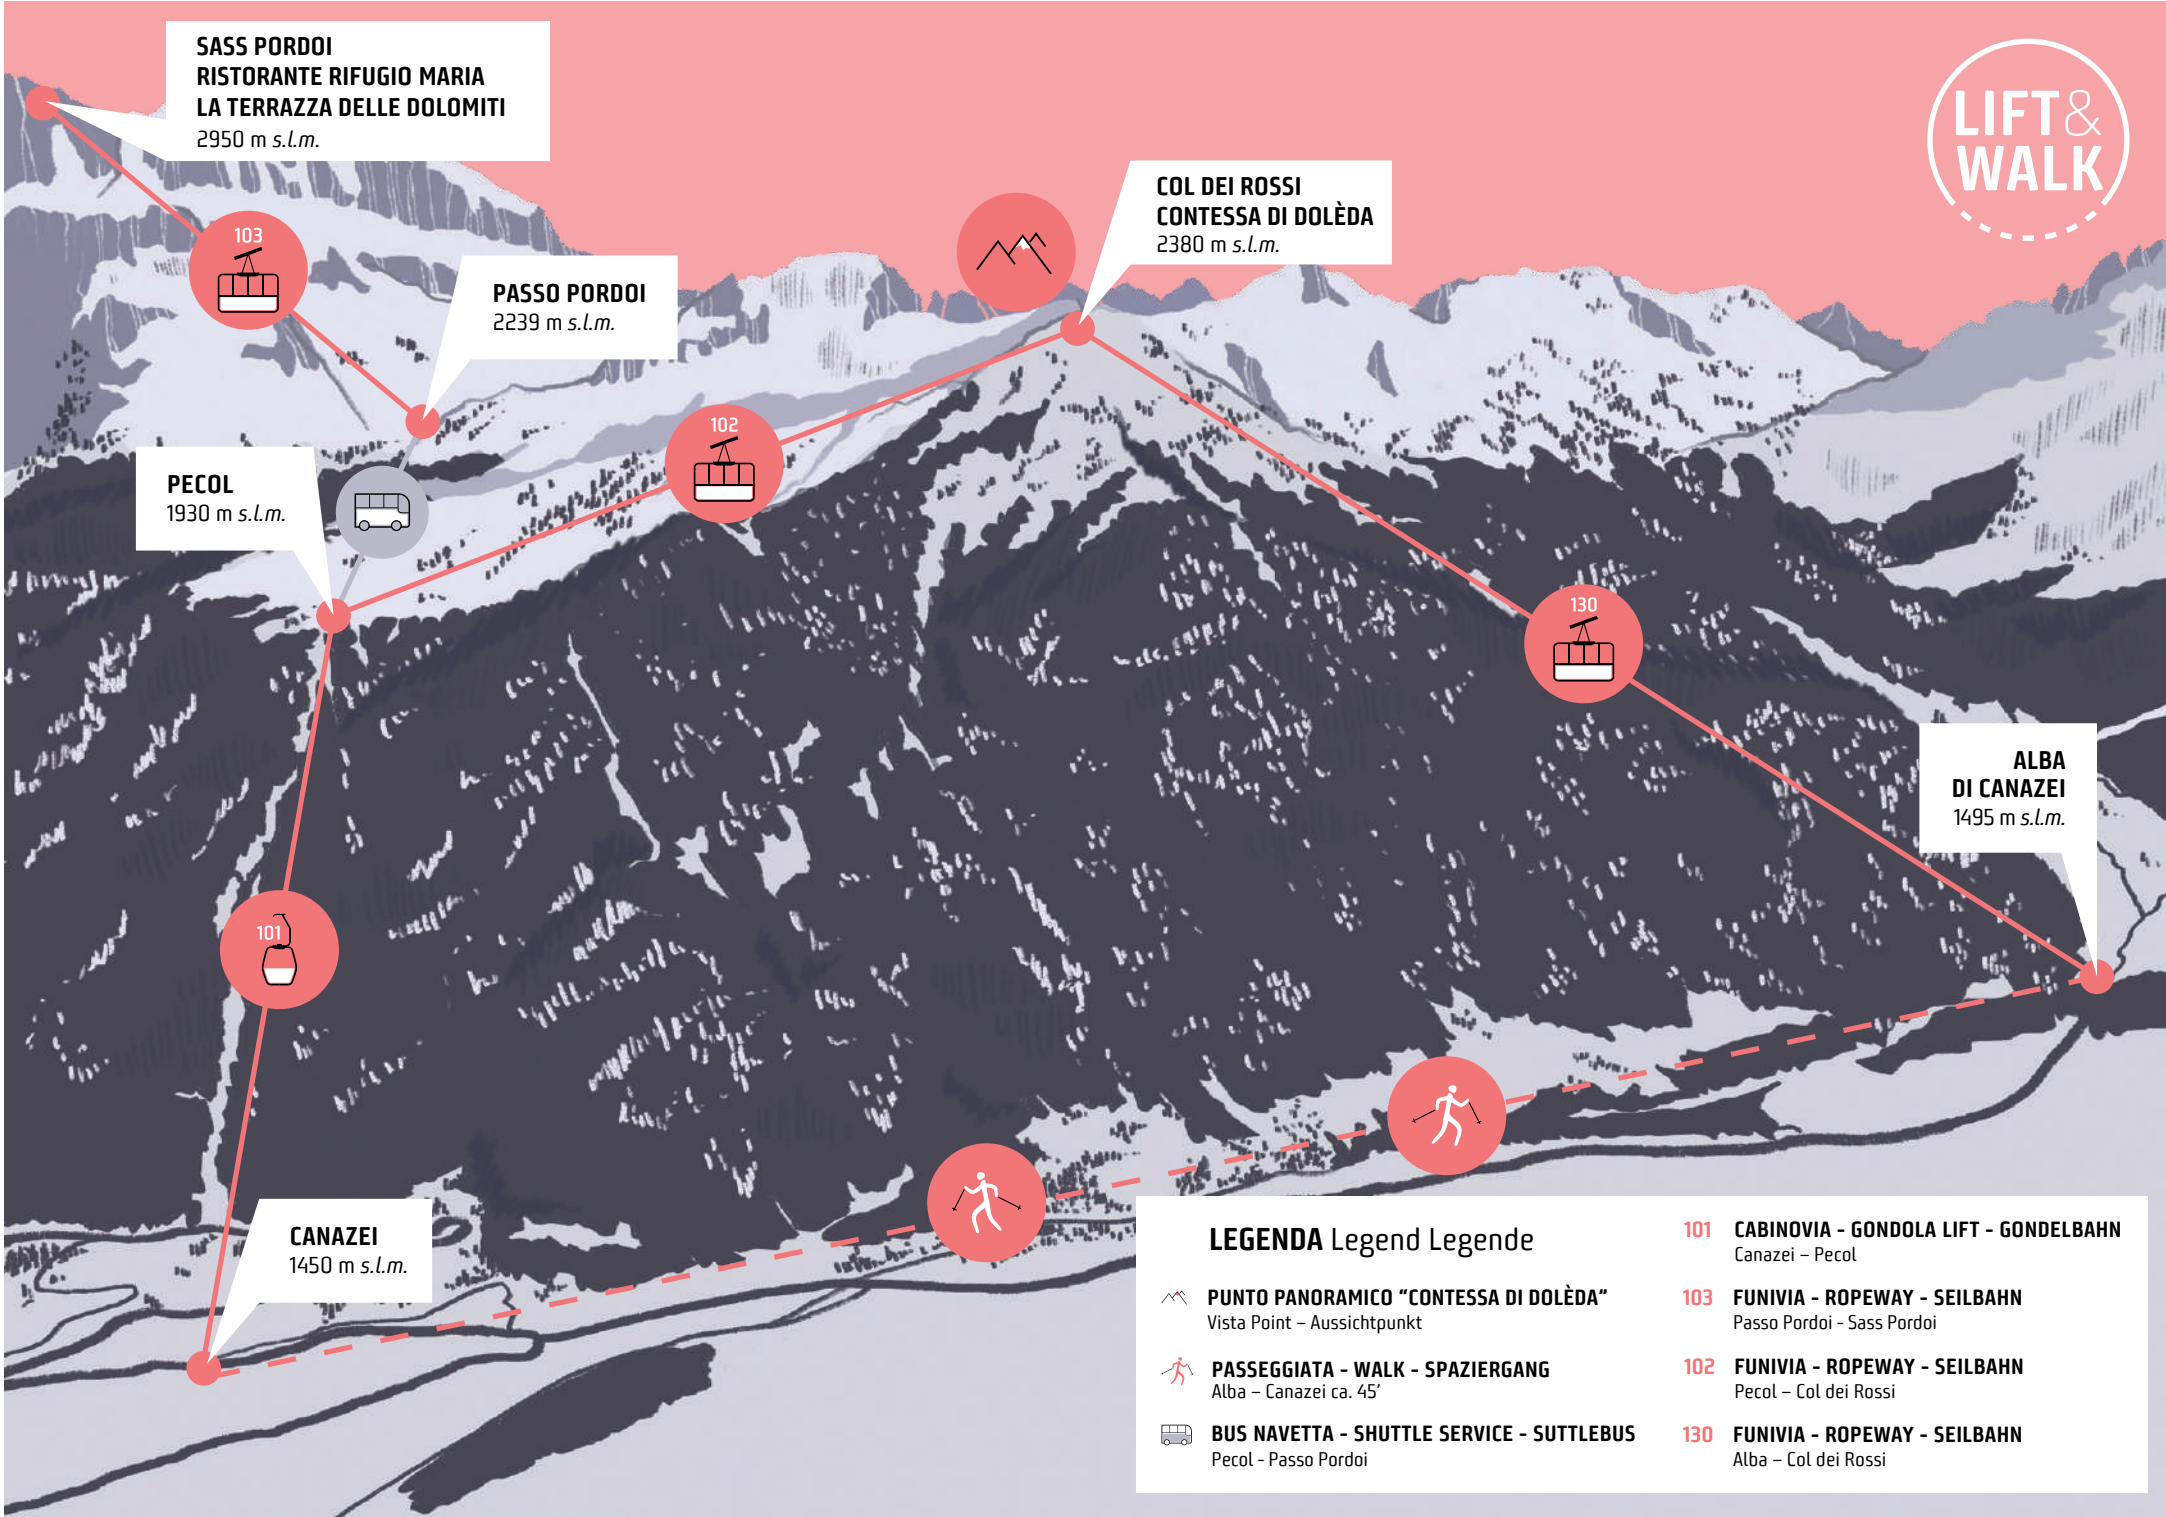 SASS PORDOI
RISTORANTE RIFUGIO MARIA
LA TERRAZZA DELLE DOLOMITI
2950 m s.l.m.
LIFT&
WALK
COL DEI ROSSI
CONTESSA DI DOLÈDA
2380 m s.l.m.
103
PASSO PORDOI
2239 m s.l.m.
102
PECOL
1930 m s.l.m.
130
ALBA
DI CANAZEI
1495 m s.l.m.
101
CANAZEI
1450 m s.l.m.
LEGENDA Legend Legende
PUNTO PANORAMICO “CONTESSA DI DOLÈDA”
Vista Point – Aussichtpunkt
PASSEGGIATA - WALK - SPAZIERGANG
Alba – Canazei ca. 45’
BUS NAVETTA - SHUTTLE SERVICE - SUTTLEBUS
Pecol - Passo Pordoi
101 CABINOVIA - GONDOLA LIFT - GONDELBAHN
Canazei – Pecol
103 FUNIVIA - ROPEWAY - SEILBAHN
Passo Pordoi - Sass Pordoi
102 FUNIVIA - ROPEWAY - SEILBAHN
Pecol – Col dei Rossi
130 FUNIVIA - ROPEWAY - SEILBAHN
Alba – Col dei Rossi